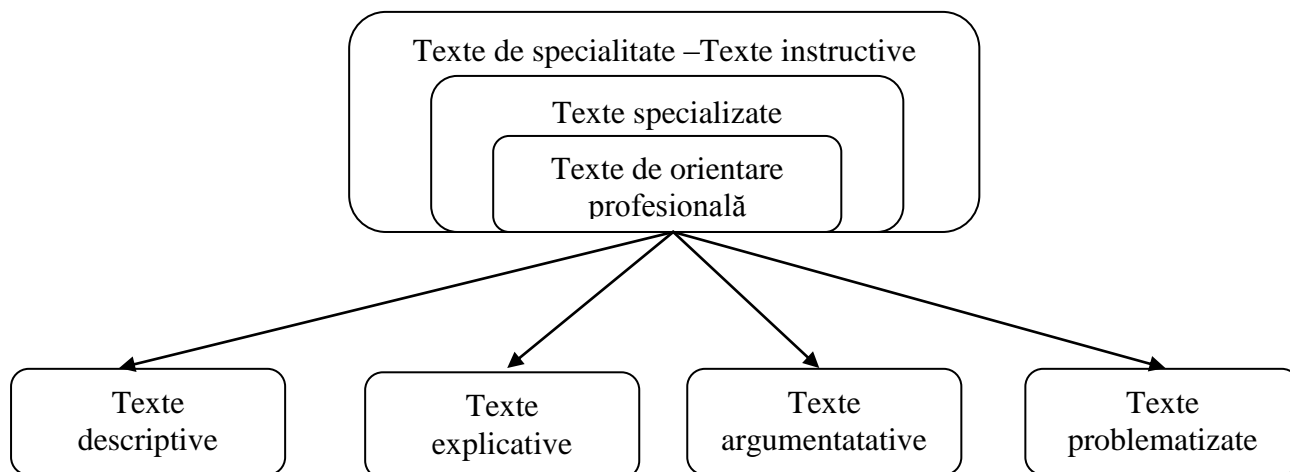 Texte de specialitate –Texte instructive
Texte specializate
Texte de orientare
profesională
Texte
descriptive
Texte
explicative
Texte
argumentatative
Texte
problematizate